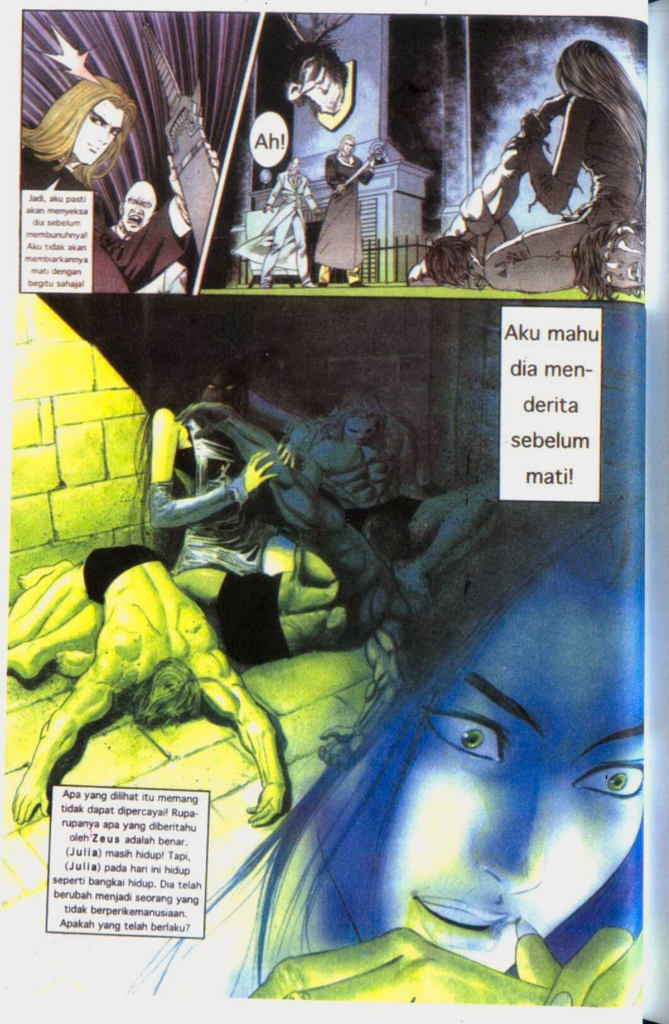 Jadi, aku pasti
akan menyeksa
dia sebelum
membunuhnya!
Aku tidak akan
membiarkannya
mati dengan
begitu sahaja!
Ah!
Aku mahu
dia men-
derita
sebelum
mati!
Apa yang dilihat itu memang
tidak dapat dipercayai! Rupa-
rupanya apa yang diberitahu
oleh Zeus adalah benar.
(Julia) masih hidup! Tapi,
(Julia) pada hari ini hidup
seperti bangkai hidup. Dia telah
berubah menjadi seorang yang
tidak berperikemanusiaan.
Apakah yang telah berlaku?